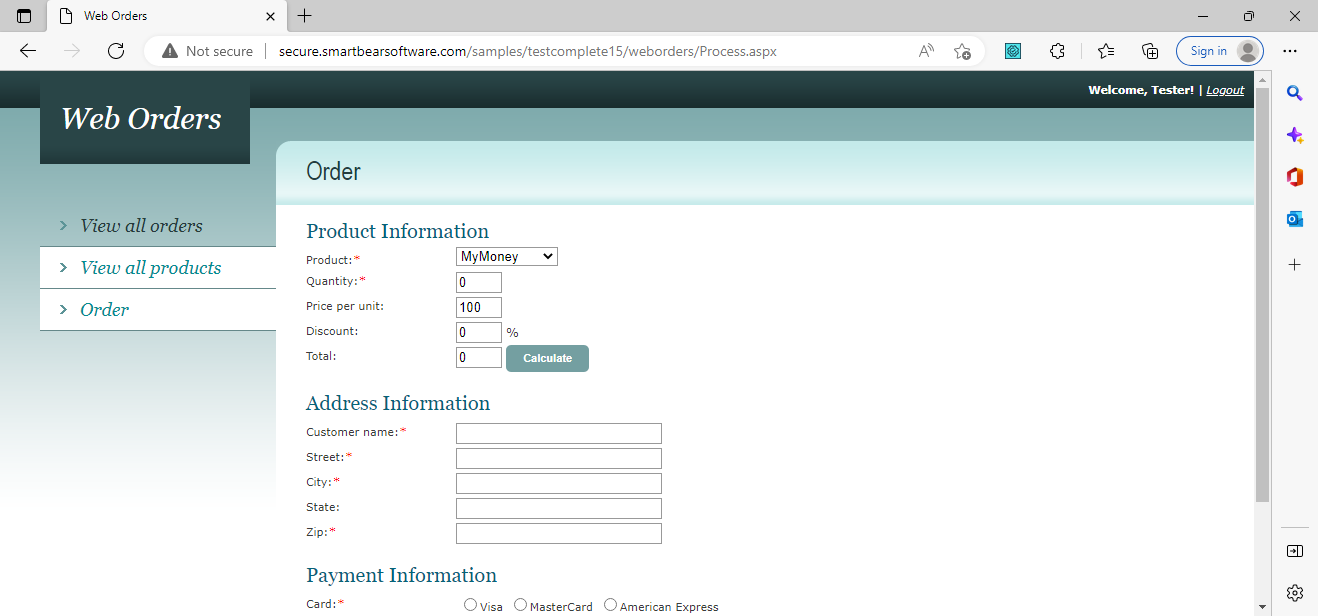 Web Orders
Not secure secure.smartbearsoftware.com/samples/testcomplete15/weborders/Process.aspx
Sign in
Welcome, Tester! | Logout
Web Orders
Order
View all orders
View all products
Order
Product Information
Product:* MyMoney
Quantity:* 0
Price per unit: 100
Discount: 0 %
Total: 0 Calculate
Address Information
Customer name:*
Street:*
City:*
State:
Zip:*
Payment Information
Card:* Visa MasterCard American Express